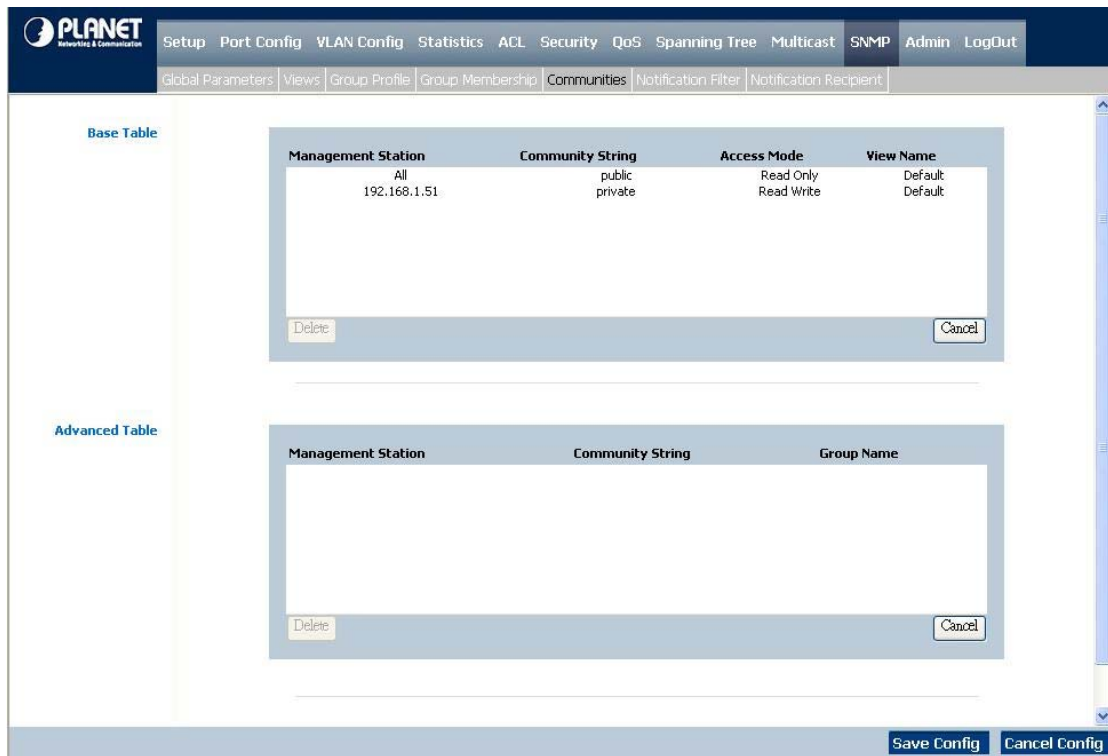 PLANET
Networking & Communication
Setup Port Config VLAN Config Statistics ACL Security QoS Spanning Tree Multicast SNMP Admin LogOut
Global Parameters Views Group Profile Group Membership Communities Notification Filter Notification Recipient
Base Table
Management Station Community String Access Mode View Name
All public Read Only Default
192.168.1.51 private Read Write Default
Delete Cancel
Advanced Table
Management Station Community String Group Name
Delete Cancel
Save Config Cancel Config